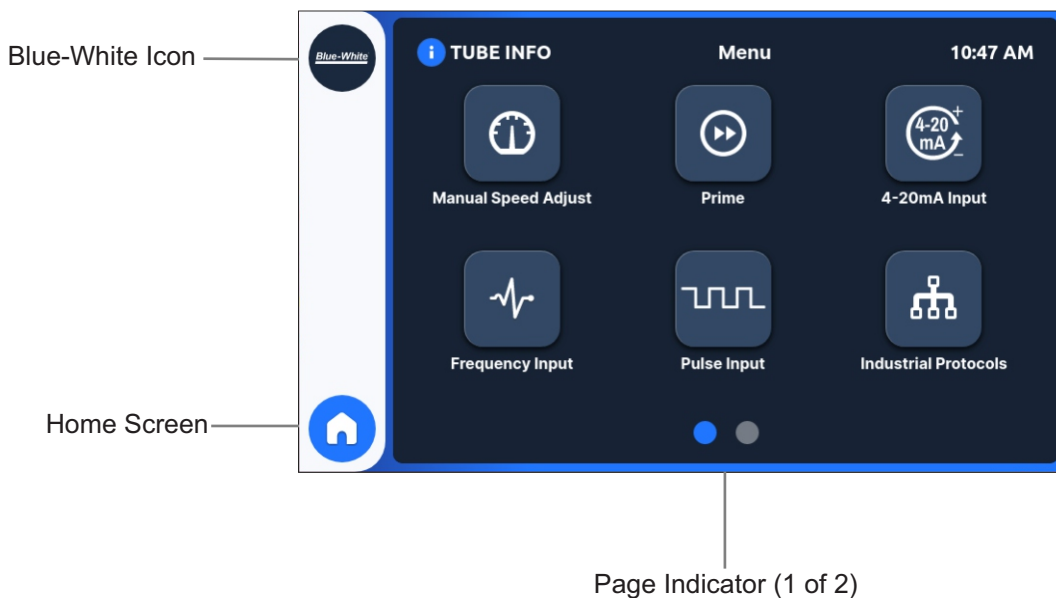 Blue-White Icon
Blue-White
TUBE INFO
Menu
10:47 AM
4-20 mA + −
Manual Speed Adjust
Prime
4-20mA Input
Frequency Input
Pulse Input
Industrial Protocols
Home Screen
Page Indicator (1 of 2)